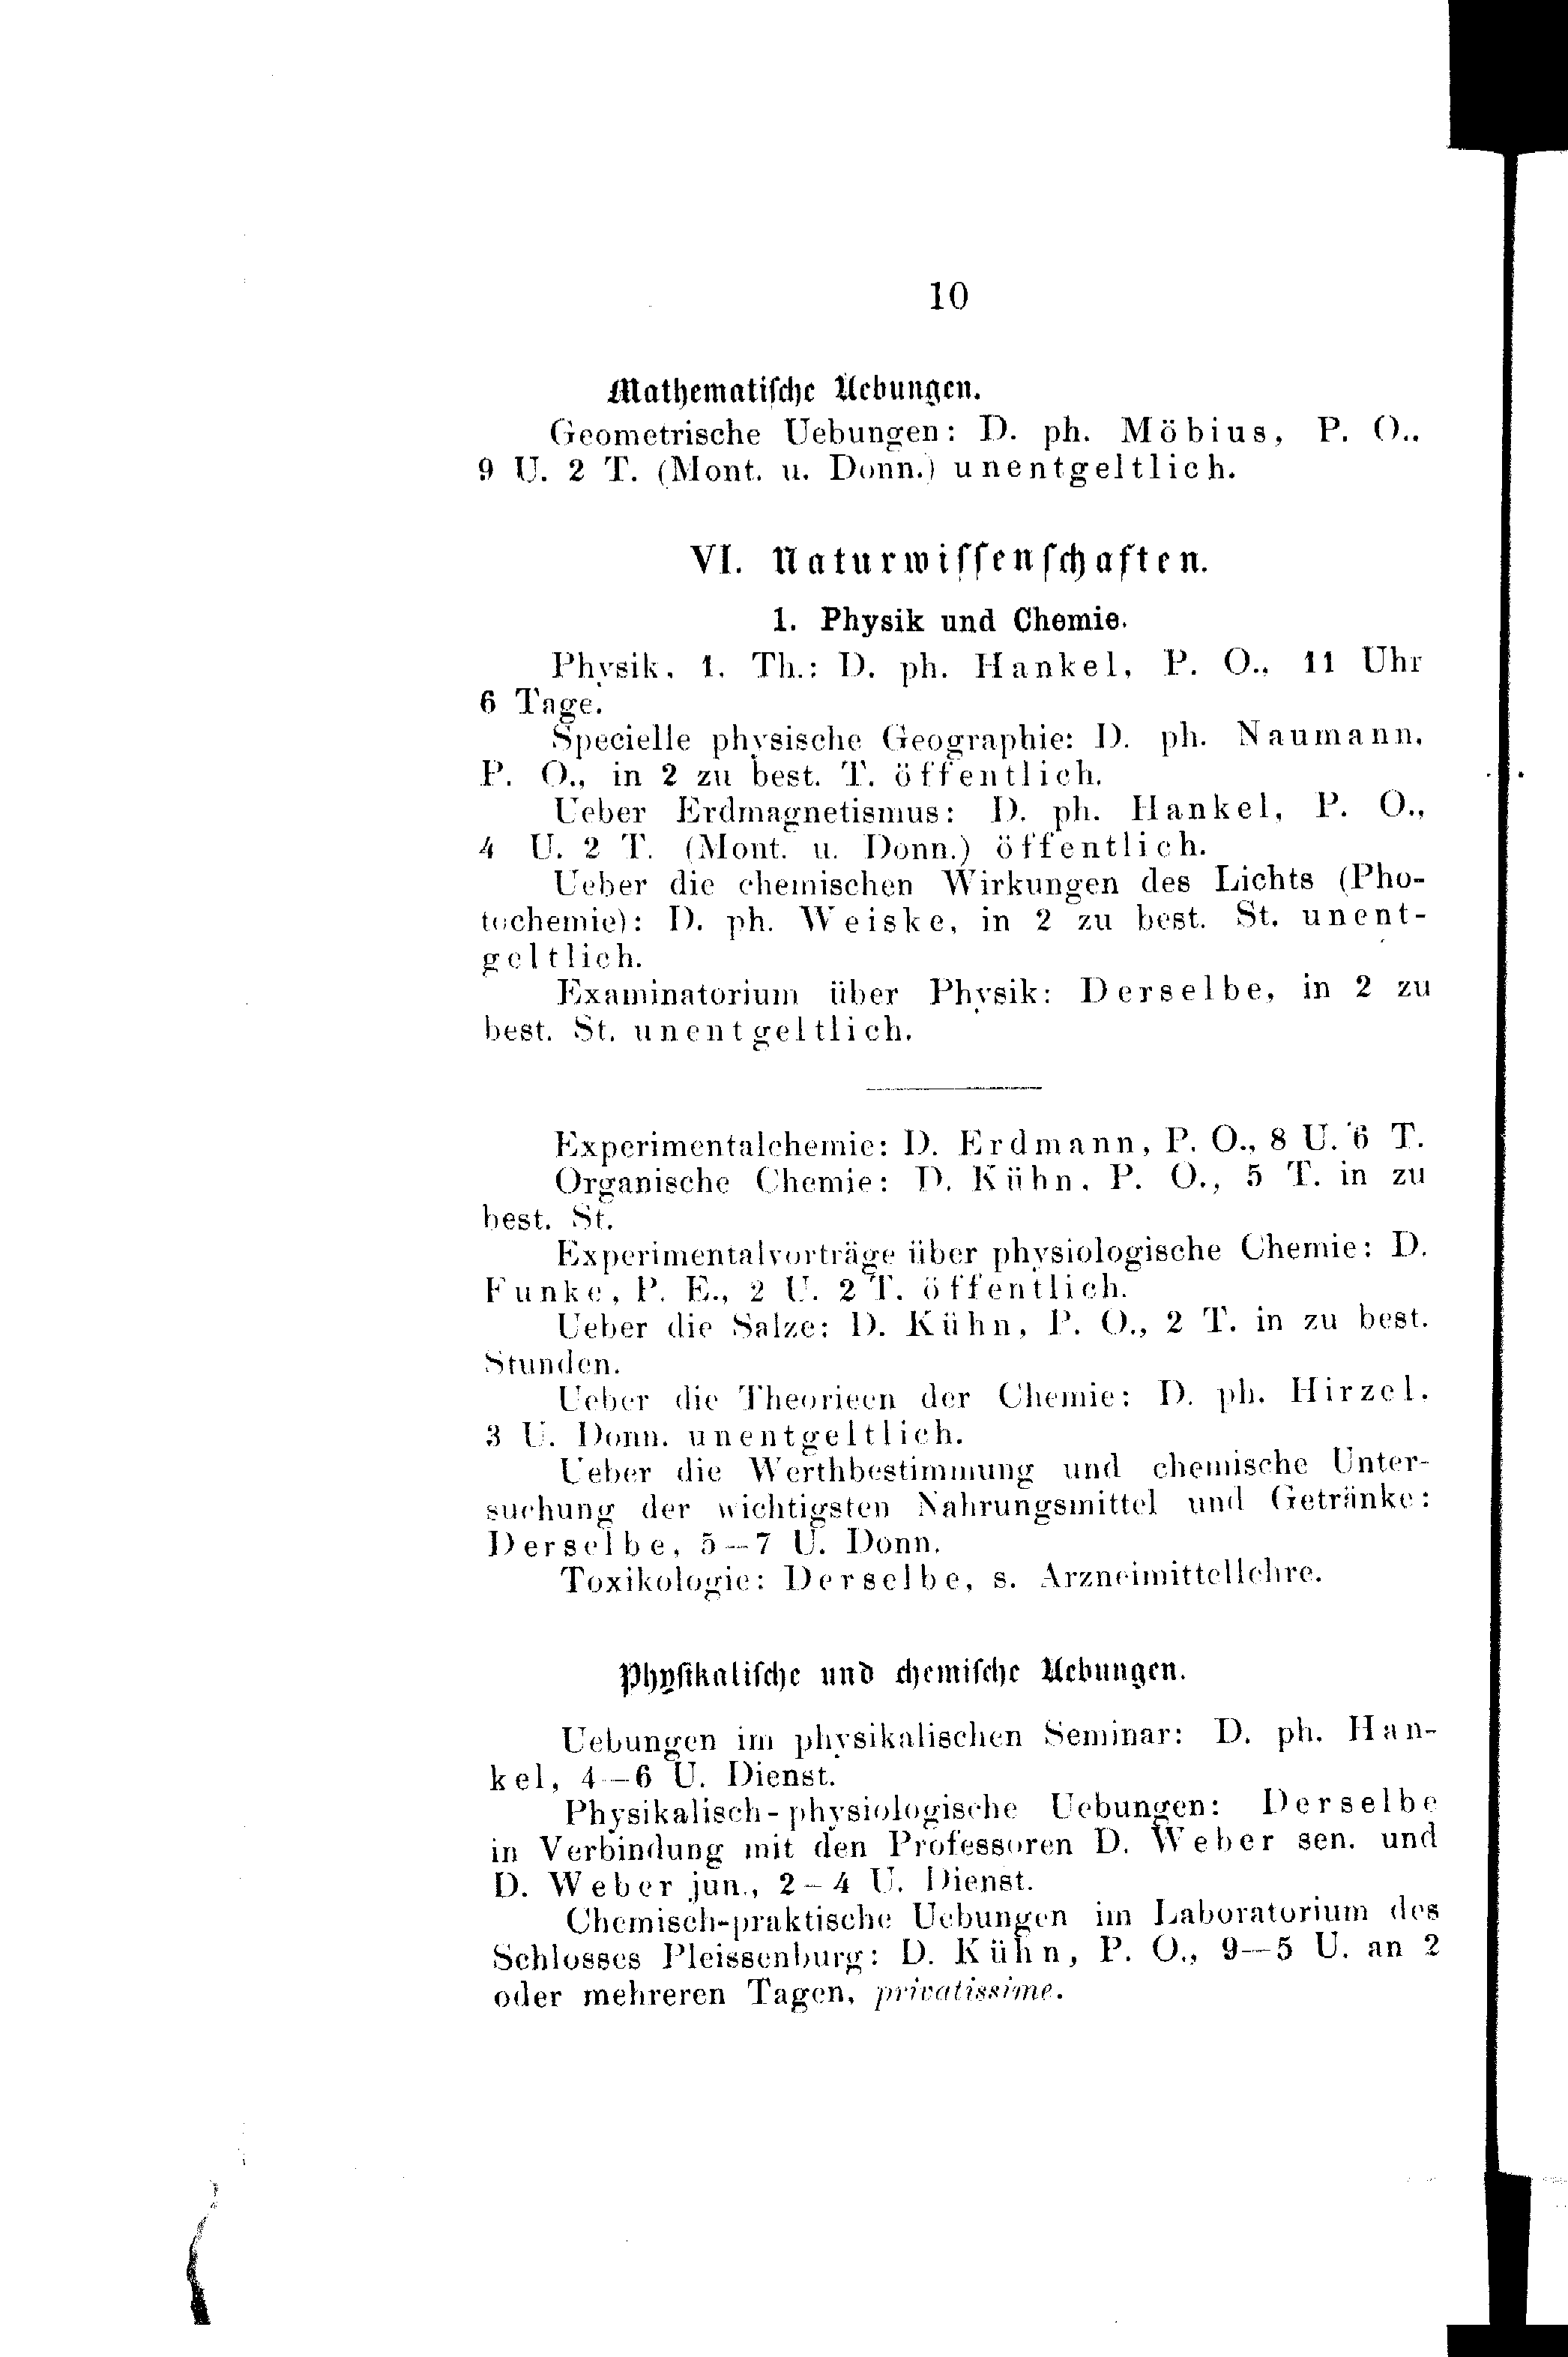 10
Mathematische Uebungen.
Geometrische Uebungen: D. ph. Möbius, P. O.,
9 U. 2 T. (Mont. u. Donn.) unentgeltlich.
VI. Naturwissenschaften.
1. Physik und Chemie.
Physik, 1. Th.: D. ph. Hankel, P. O., 11 Uhr
6 Tage.
Specielle physische Geographie: D. ph. Naumann,
P. O., in 2 zu best. T. öffentlich.
Ueber Erdmagnetismus: D. ph. Hankel, P. O.,
4 U. 2 T. (Mont. u. Donn.) öffentlich.
Ueber die chemischen Wirkungen des Lichts (Pho-
tochemie): D. ph. Weiske, in 2 zu best. St. unent-
geltlich.
Examinatorium über Physik: Derselbe, in 2 zu
best. St. unentgeltlich.
Experimentalchemie: D. Erdmann, P. O., 8 U. 6 T.
Organische Chemie: D. Kühn, P. O., 5 T. in zu
best. St.
Experimentalvorträge über physiologische Chemie: D.
Funke, P. E., 2 U. 2 T. öffentlich.
Ueber die Salze: D. Kühn, P. O., 2 T. in zu best.
Stunden.
Ueber die Theorieen der Chemie: D. ph. Hirzel,
3 U. Donn. unentgeltlich.
Ueber die Werthbestimmung und chemische Unter-
suchung der wichtigsten Nahrungsmittel und Getränke:
Derselbe, 5—7 U. Donn.
Toxikologie: Derselbe, s. Arzneimittellehre.
Physikalische und chemische Uebungen.
Uebungen im physikalischen Seminar: D. ph. Han-
kel, 4—6 U. Dienst.
Physikalisch-physiologische Uebungen: Derselbe
in Verbindung mit den Professoren D. Weber sen. und
D. Weber jun., 2—4 U. Dienst.
Chemisch-praktische Uebungen im Laboratorium des
Schlosses Pleissenburg: D. Kühn, P. O., 9—5 U. an 2
oder mehreren Tagen, privatissime.